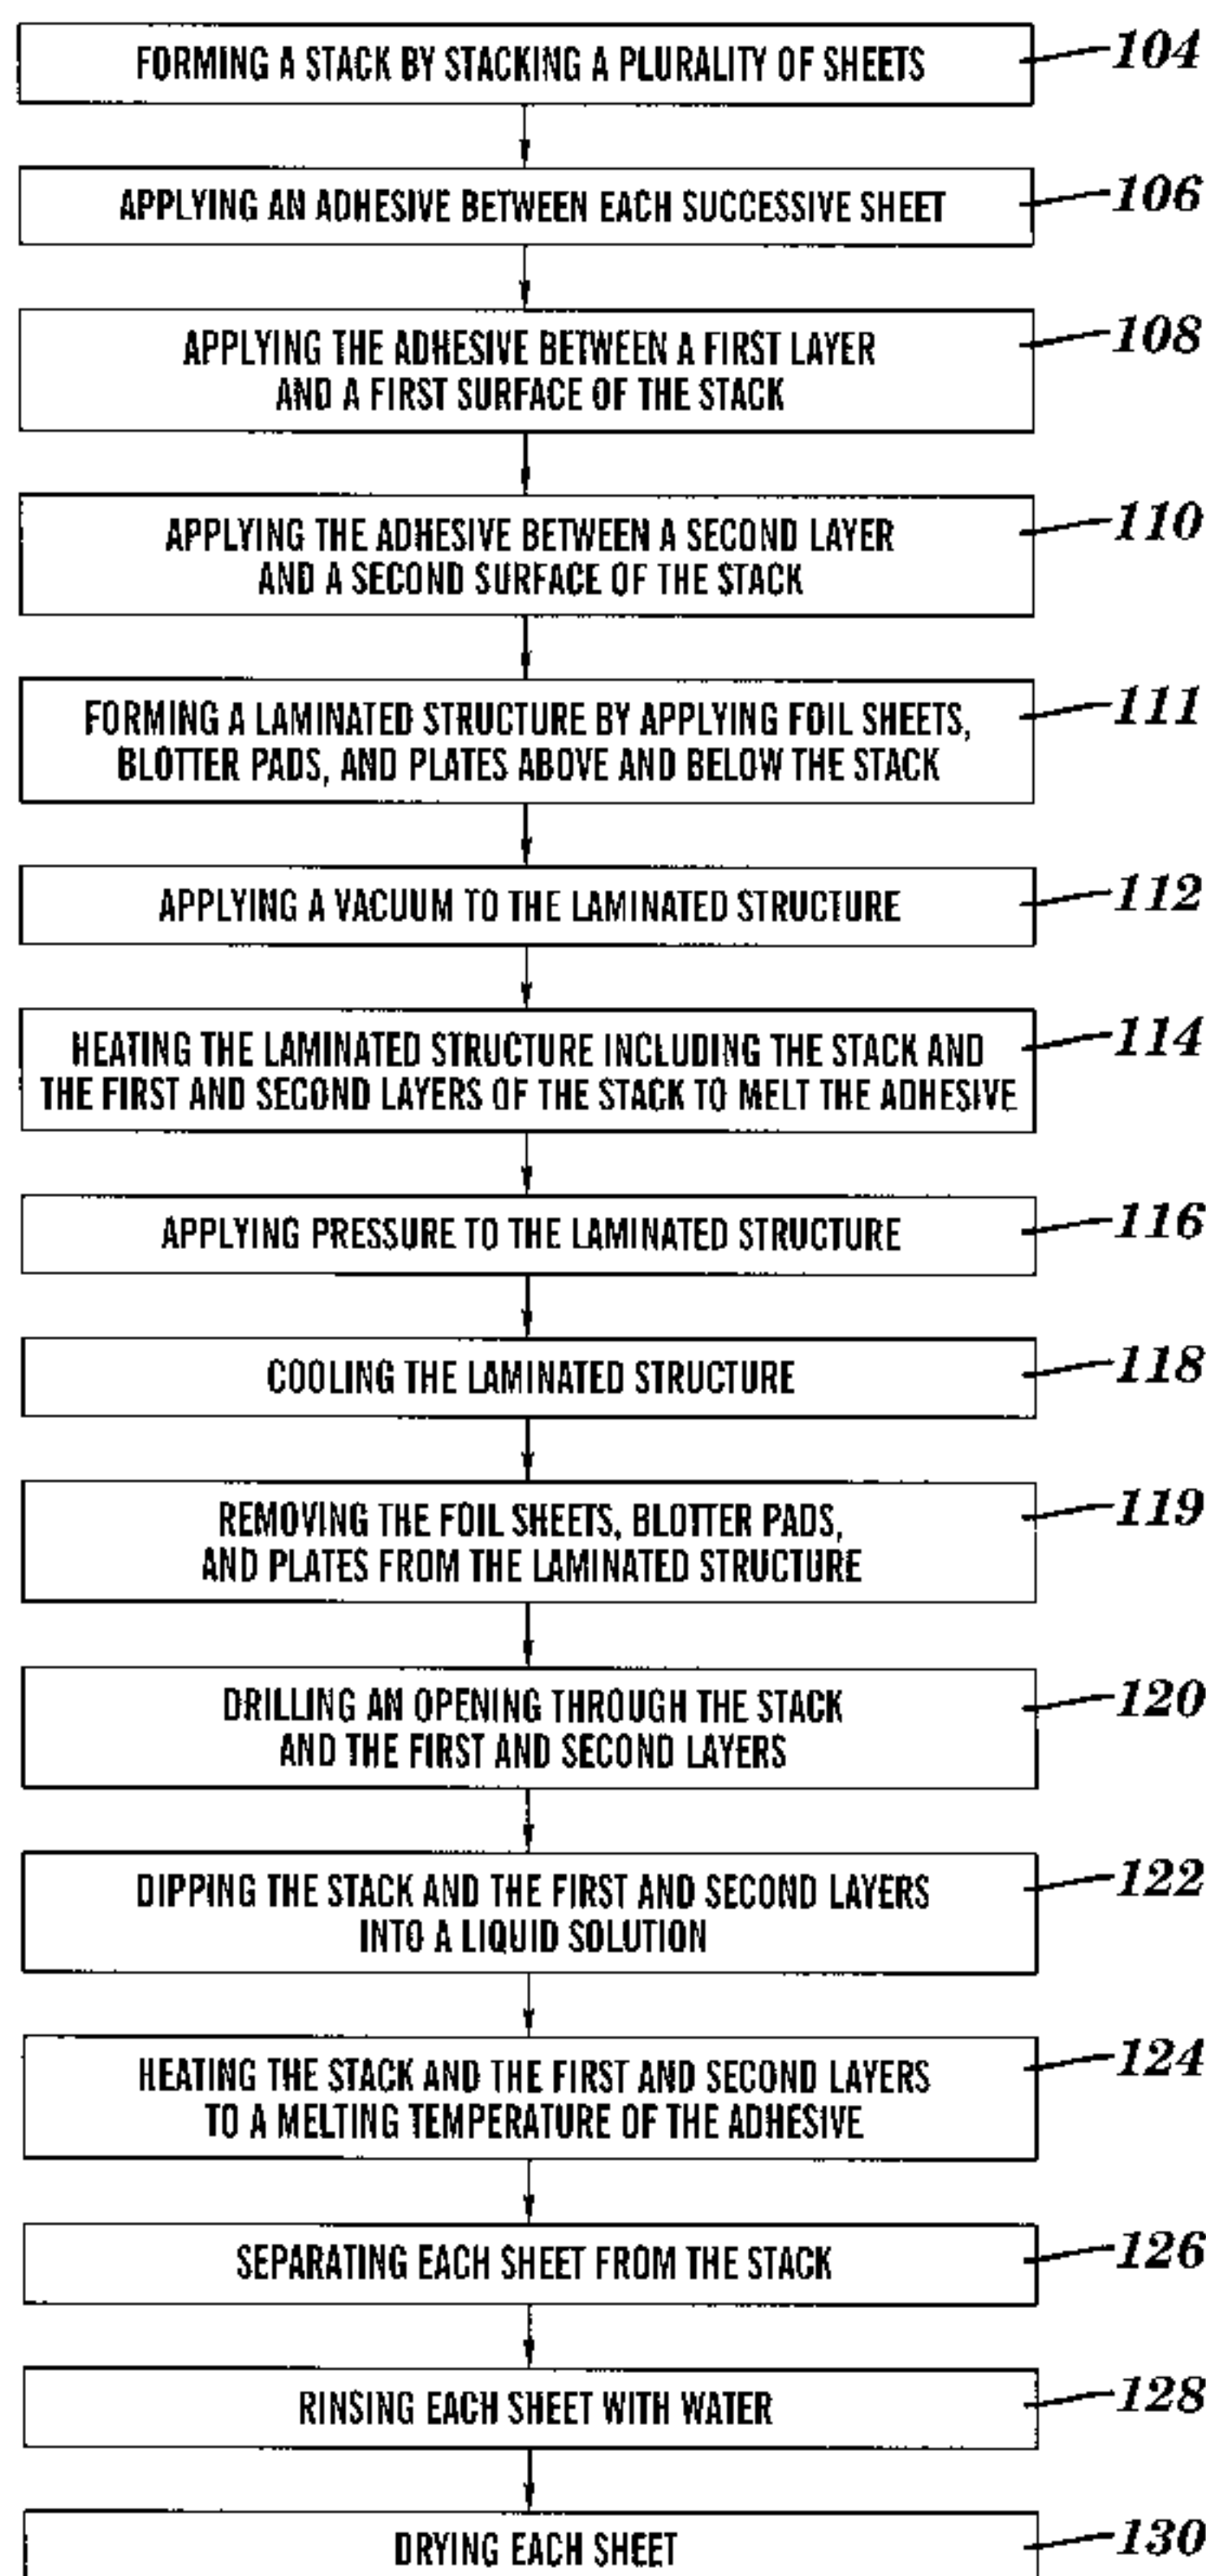 FORMING A STACK BY STACKING A PLURALITY OF SHEETS
104
APPLYING AN ADHESIVE BETWEEN EACH SUCCESSIVE SHEET
106
APPLYING THE ADHESIVE BETWEEN A FIRST LAYER
AND A FIRST SURFACE OF THE STACK
108
APPLYING THE ADHESIVE BETWEEN A SECOND LAYER
AND A SECOND SURFACE OF THE STACK
110
FORMING A LAMINATED STRUCTURE BY APPLYING FOIL SHEETS,
BLOTTER PADS, AND PLATES ABOVE AND BELOW THE STACK
111
APPLYING A VACUUM TO THE LAMINATED STRUCTURE
112
HEATING THE LAMINATED STRUCTURE INCLUDING THE STACK AND
THE FIRST AND SECOND LAYERS OF THE STACK TO MELT THE ADHESIVE
114
APPLYING PRESSURE TO THE LAMINATED STRUCTURE
116
COOLING THE LAMINATED STRUCTURE
118
REMOVING THE FOIL SHEETS, BLOTTER PADS,
AND PLATES FROM THE LAMINATED STRUCTURE
119
DRILLING AN OPENING THROUGH THE STACK
AND THE FIRST AND SECOND LAYERS
120
DIPPING THE STACK AND THE FIRST AND SECOND LAYERS
INTO A LIQUID SOLUTION
122
HEATING THE STACK AND THE FIRST AND SECOND LAYERS
TO A MELTING TEMPERATURE OF THE ADHESIVE
124
SEPARATING EACH SHEET FROM THE STACK
126
RINSING EACH SHEET WITH WATER
128
DRYING EACH SHEET
130